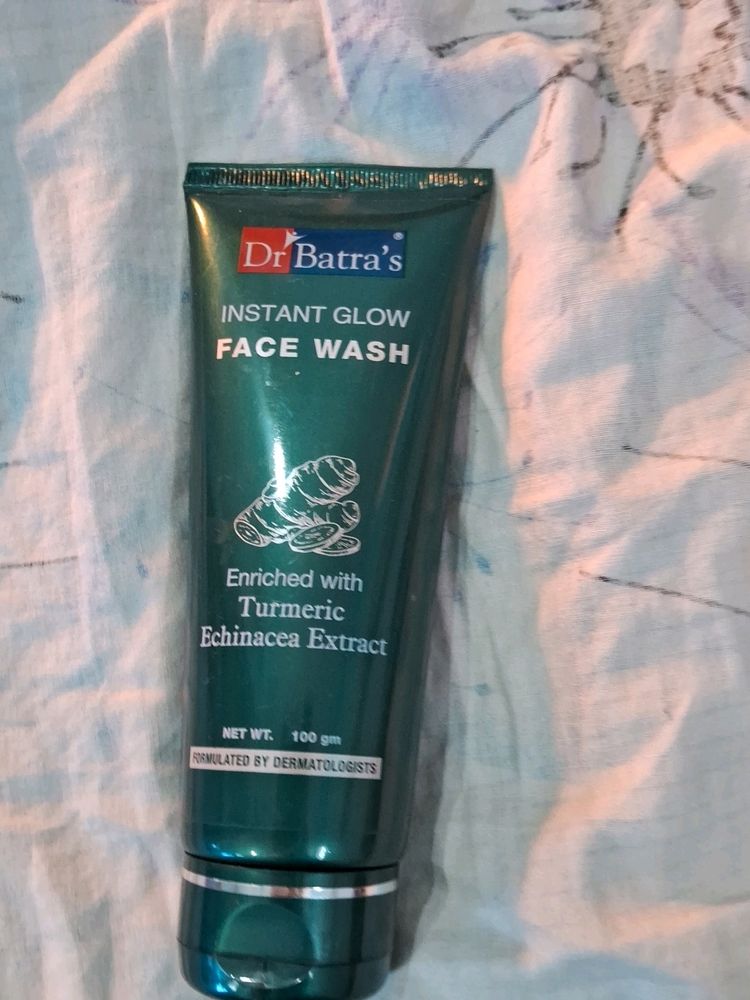 Dr Batra's®
INSTANT GLOW
FACE WASH
Enriched with
Turmeric
Echinacea Extract
NET WT. 100 gm
FORMULATED BY DERMATOLOGISTS